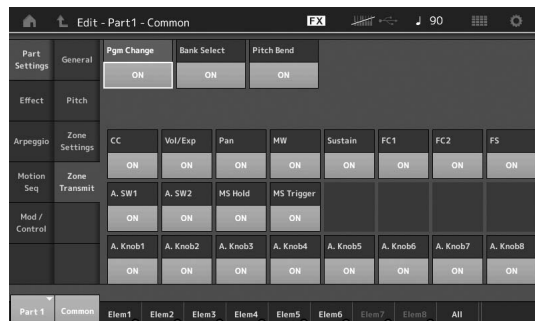 Edit - Part1 - Common FX ♩ 90
Part Settings General Pgm Change Bank Select Pitch Bend
ON ON ON
Effect Pitch
Arpeggio Zone Settings CC Vol/Exp Pan MW Sustain FC1 FC2 FS
ON ON ON ON ON ON ON ON
Motion Seq Zone Transmit A. SW1 A. SW2 MS Hold MS Trigger
ON ON ON ON
Mod / Control
A. Knob1 A. Knob2 A. Knob3 A. Knob4 A. Knob5 A. Knob6 A. Knob7 A. Knob8
ON ON ON ON ON ON ON ON
Part 1 Common Elem1 Elem2 Elem3 Elem4 Elem5 Elem6 Elem7 Elem8 All